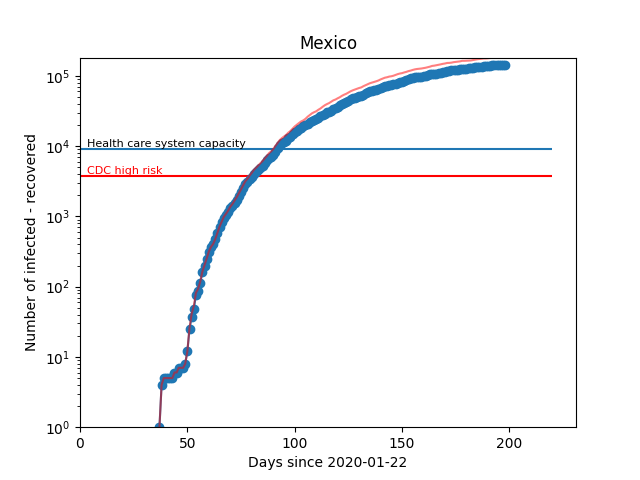 Mexico
Number of infected - recovered
10^5
10^4
10^3
10^2
10^1
10^0
Health care system capacity
CDC high risk
0 50 100 150 200
Days since 2020-01-22